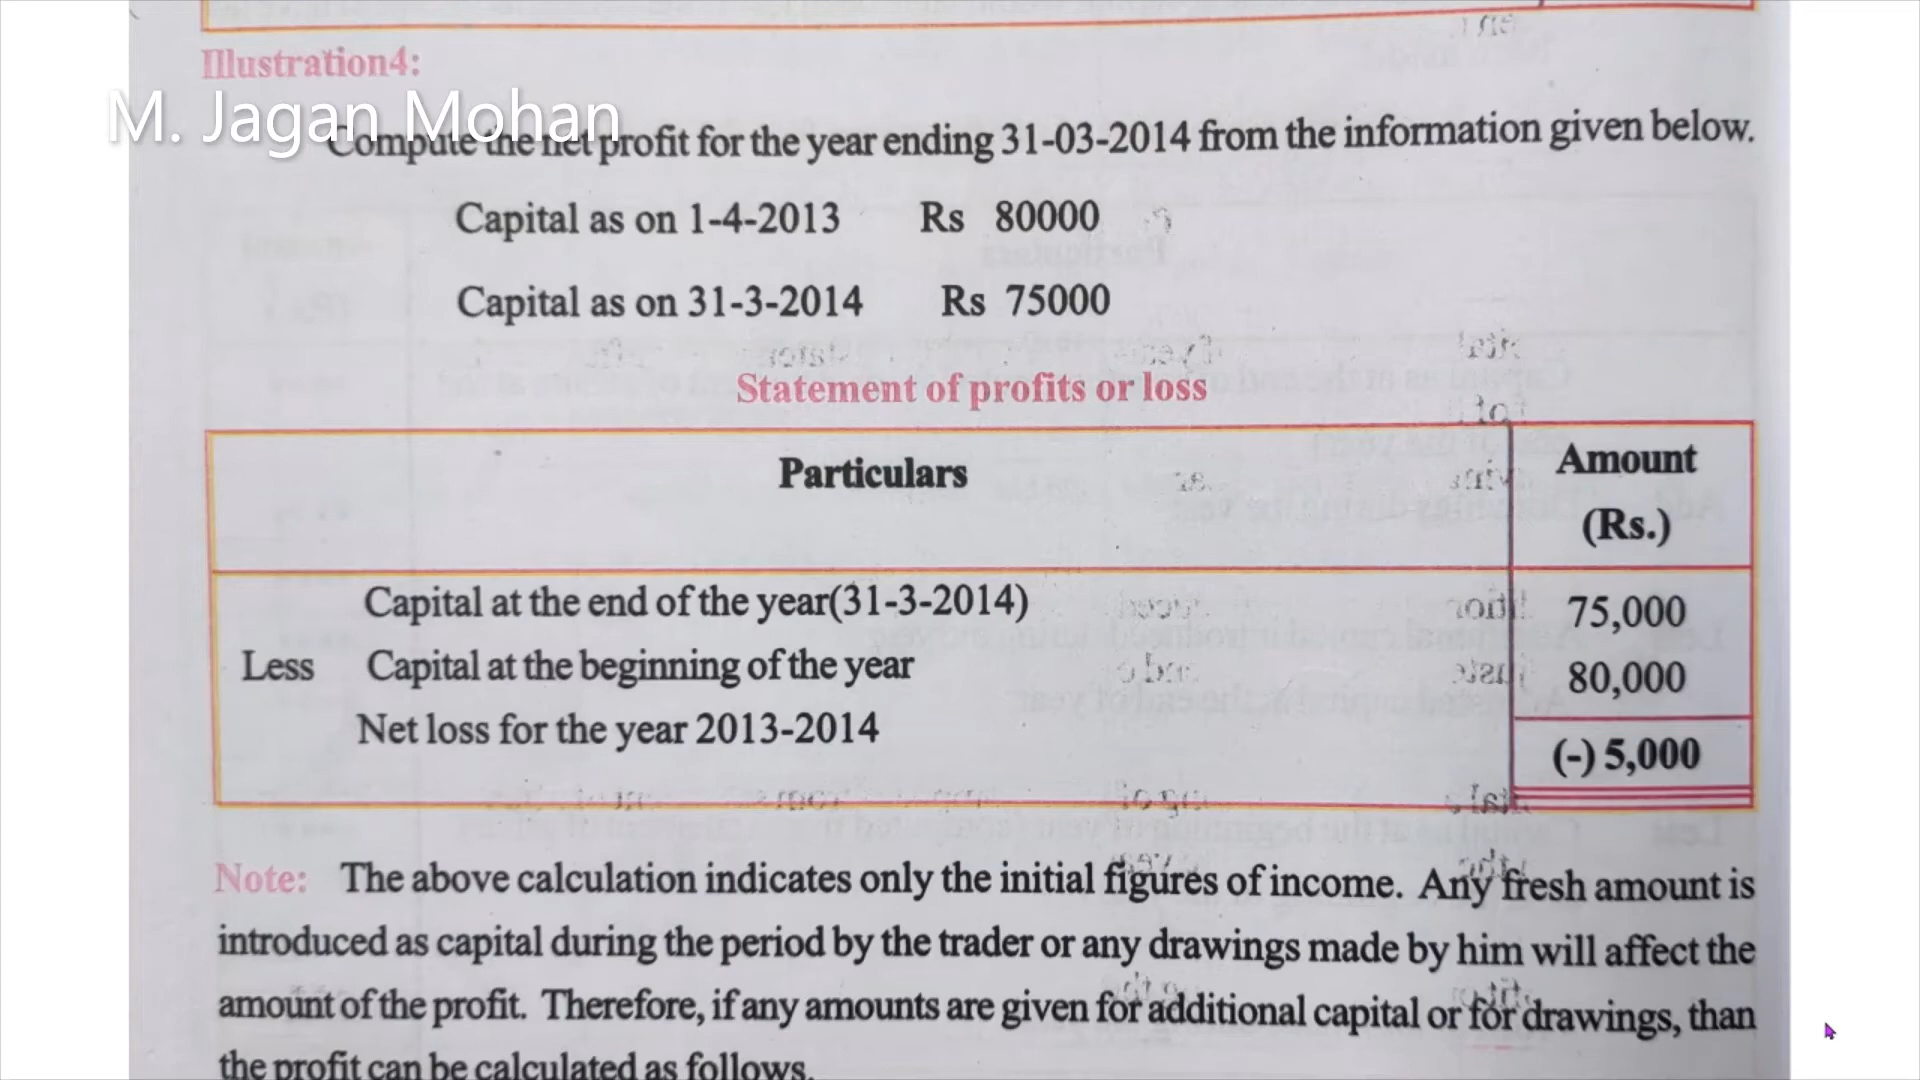 Illustration4:
M. Jagan Mohan
Compute the net profit for the year ending 31-03-2014 from the information given below.
Capital as on 1-4-2013 Rs 80000
Capital as on 31-3-2014 Rs 75000
Statement of profits or loss
Particulars Amount
(Rs.)
Capital at the end of the year(31-3-2014) 75,000
Less Capital at the beginning of the year 80,000
Net loss for the year 2013-2014
(-) 5,000
Note: The above calculation indicates only the initial figures of income. Any fresh amount is
introduced as capital during the period by the trader or any drawings made by him will affect the
amount of the profit. Therefore, if any amounts are given for additional capital or for drawings, than
the profit can be calculated as follows.